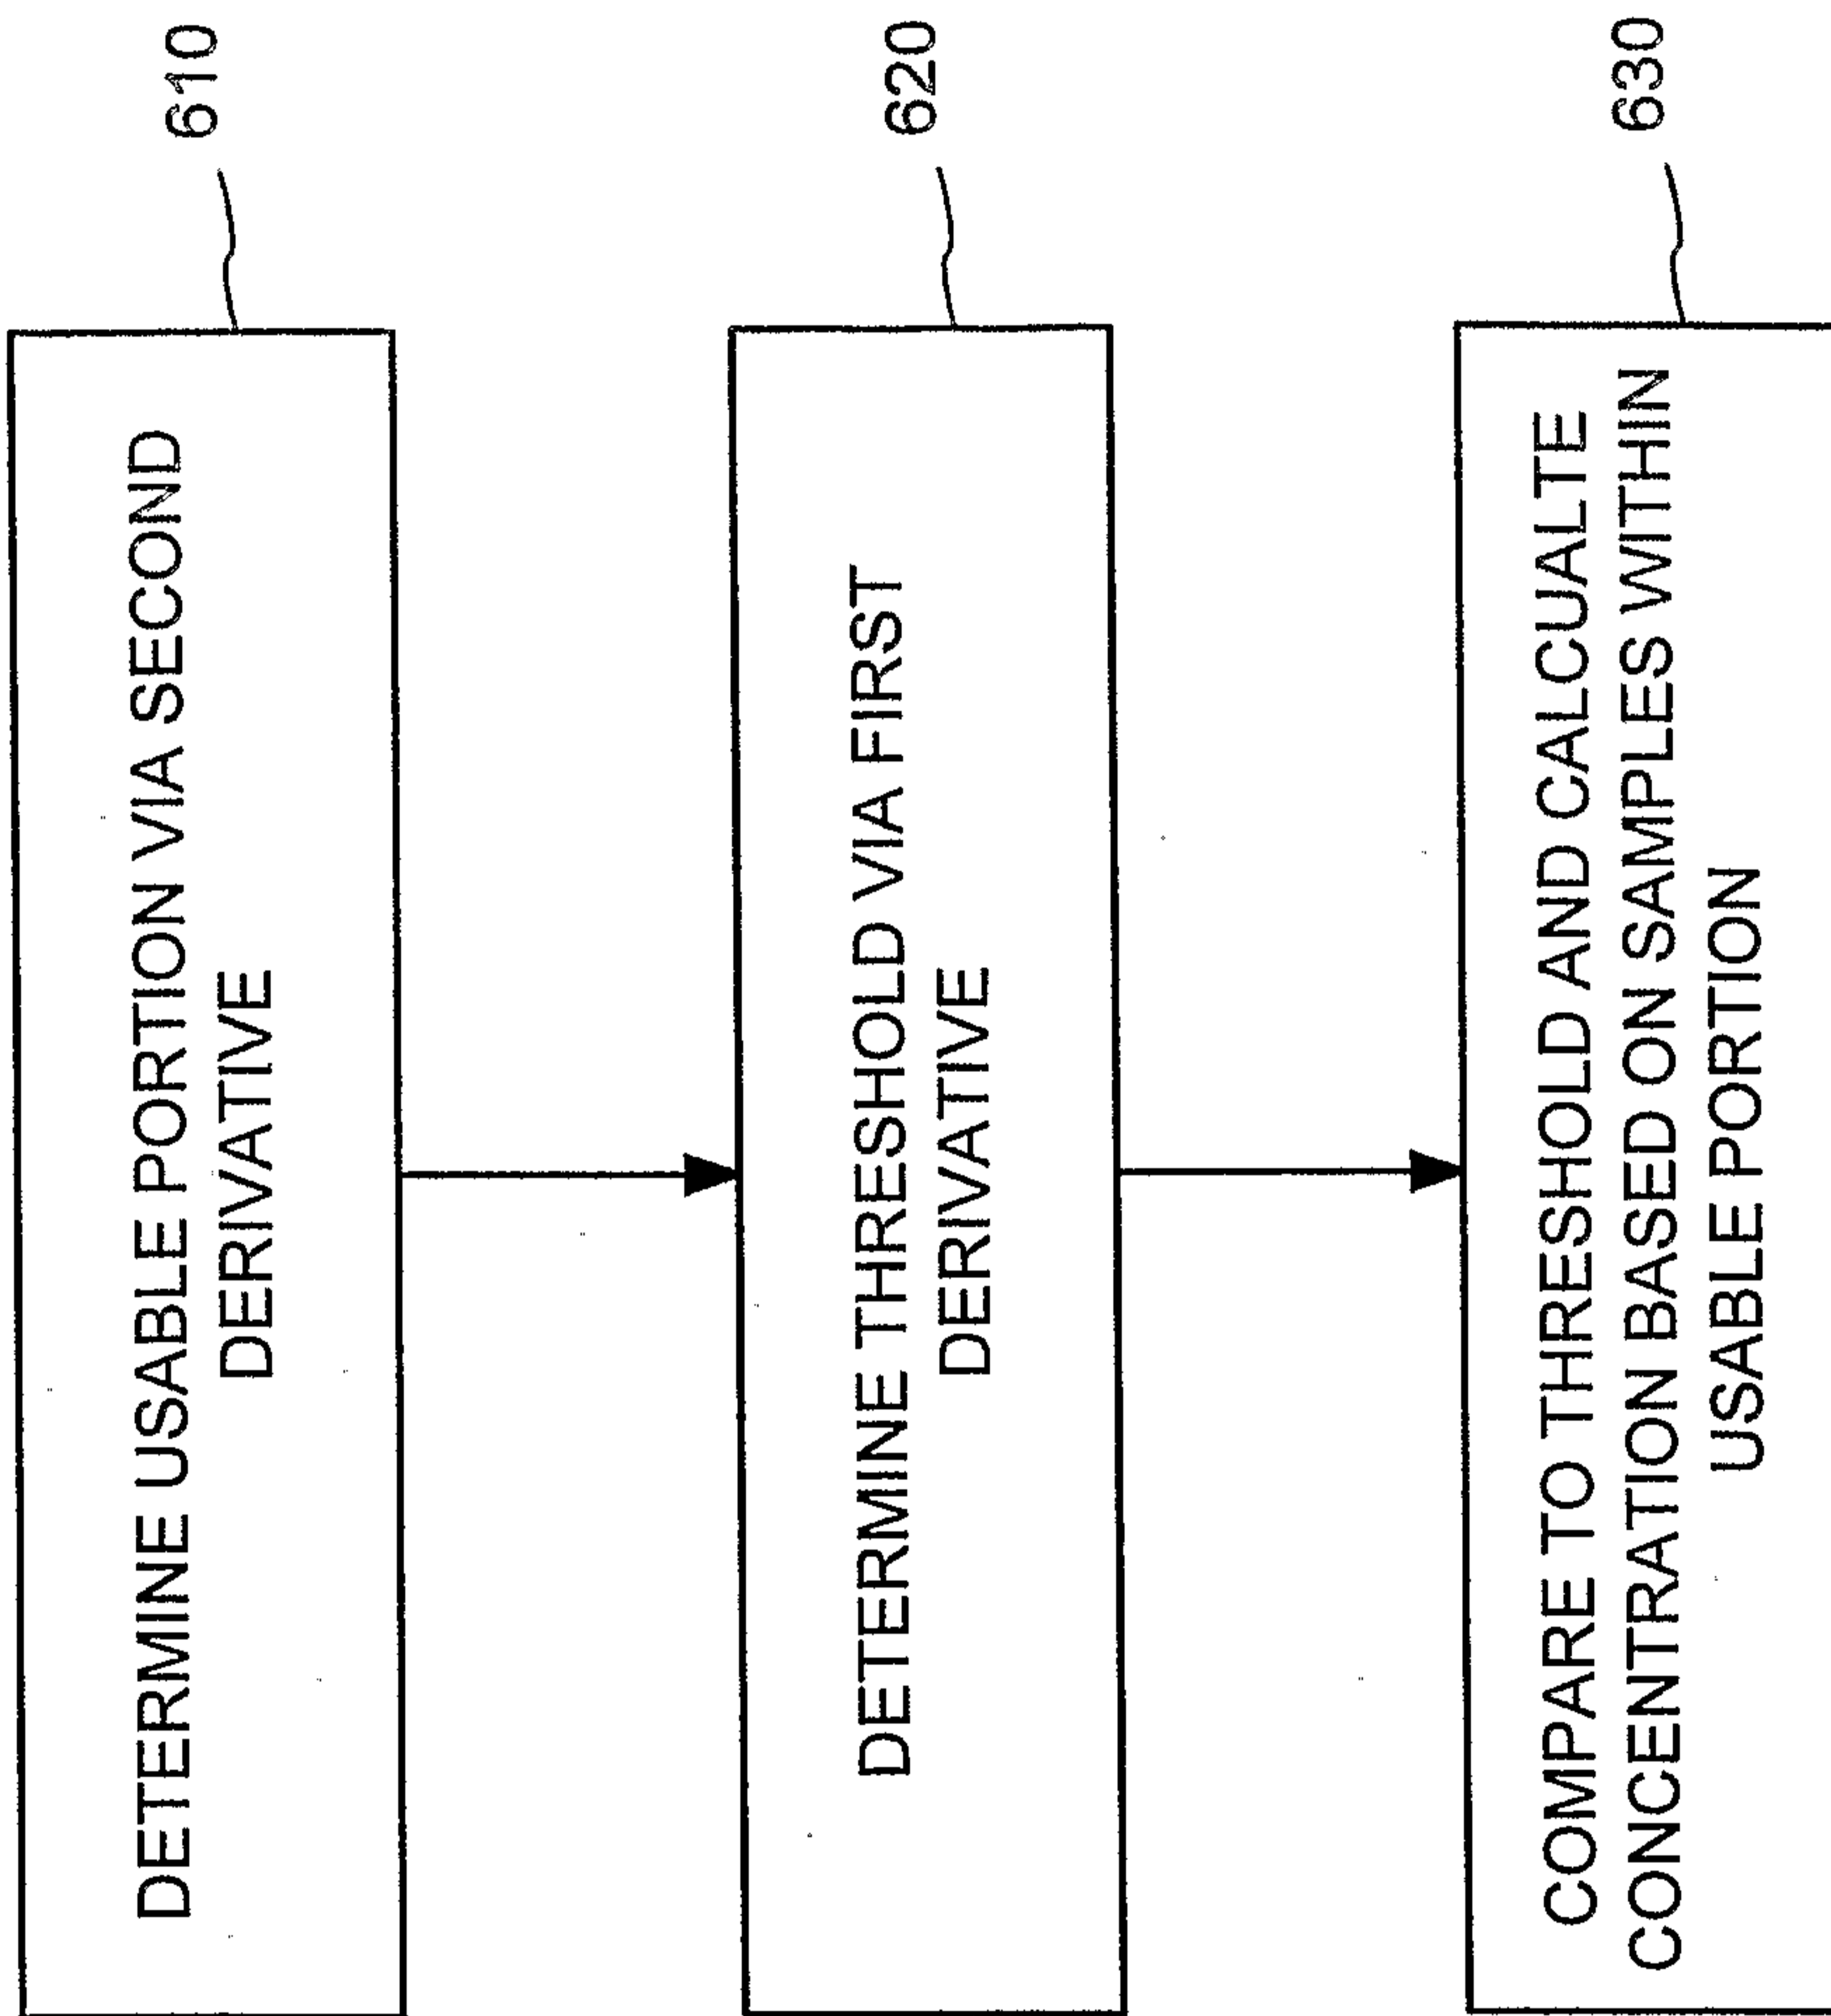 DETERMINE USABLE PORTION VIA SECOND
DERIVATIVE
610
DETERMINE THRESHOLD VIA FIRST
DERIVATIVE
620
COMPARE TO THRESHOLD AND CALCUALTE
CONCENTRATION BASED ON SAMPLES WITHIN
USABLE PORTION
630